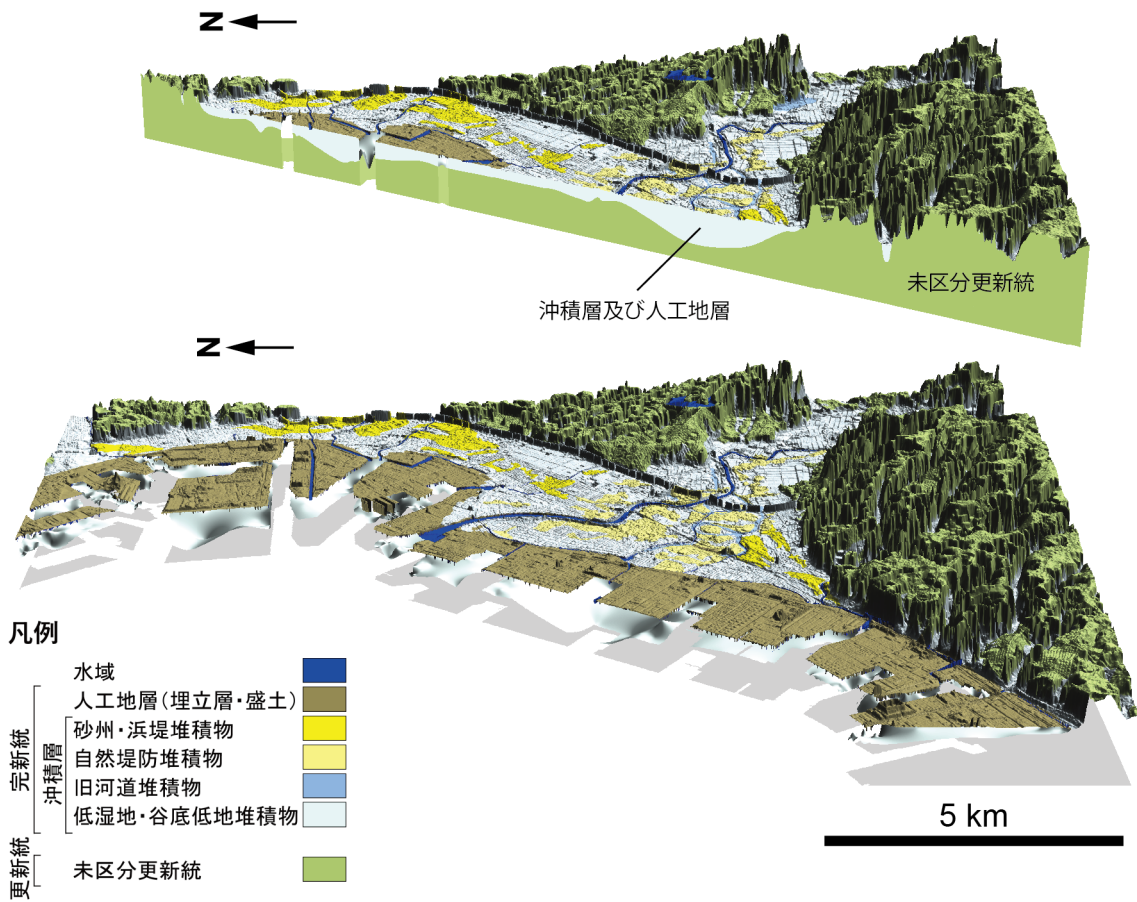 N
未区分更新統
沖積層及び人工地層
N
凡例
水域
人工地層（埋立層・盛土）
砂州・浜堤堆積物
自然堤防堆積物
旧河道堆積物
低湿地・谷底低地堆積物
未区分更新統
完新統
沖積層
更新統
5 km